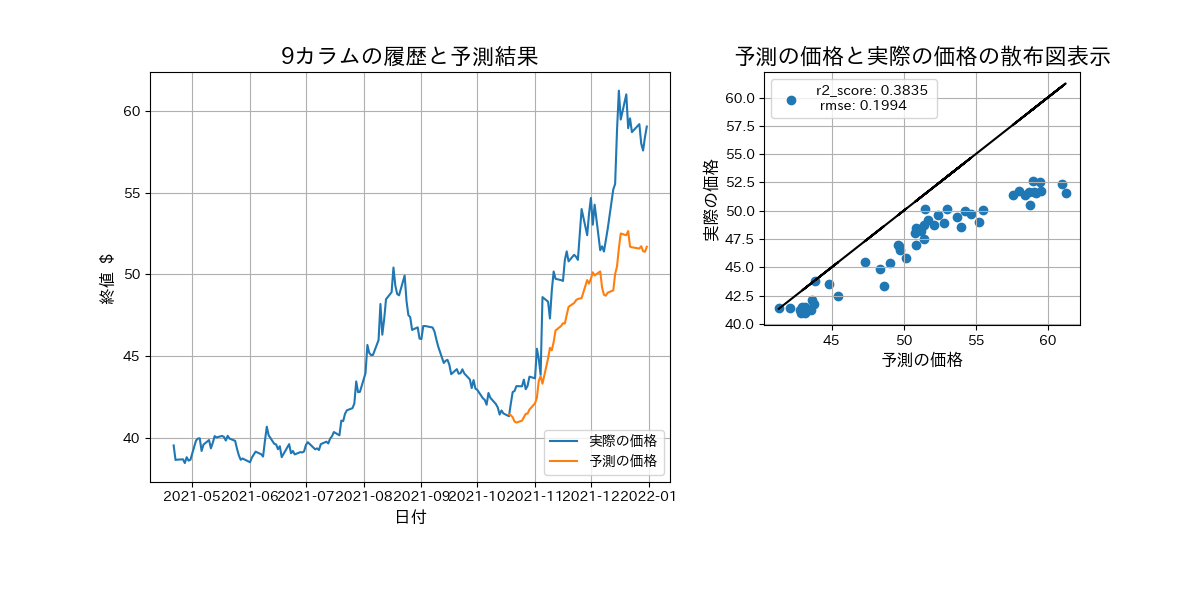 9カラムの履歴と予測結果
60
55
50
45
40
終値 $
2021-05
2021-06
2021-07
2021-08
2021-09
2021-10
2021-11
2021-12
2022-01
日付
実際の価格
予測の価格
予測の価格と実際の価格の散布図表示
r2_score: 0.3835
rmse: 0.1994
60.0
57.5
55.0
52.5
50.0
47.5
45.0
42.5
40.0
実際の価格
45
50
55
60
予測の価格